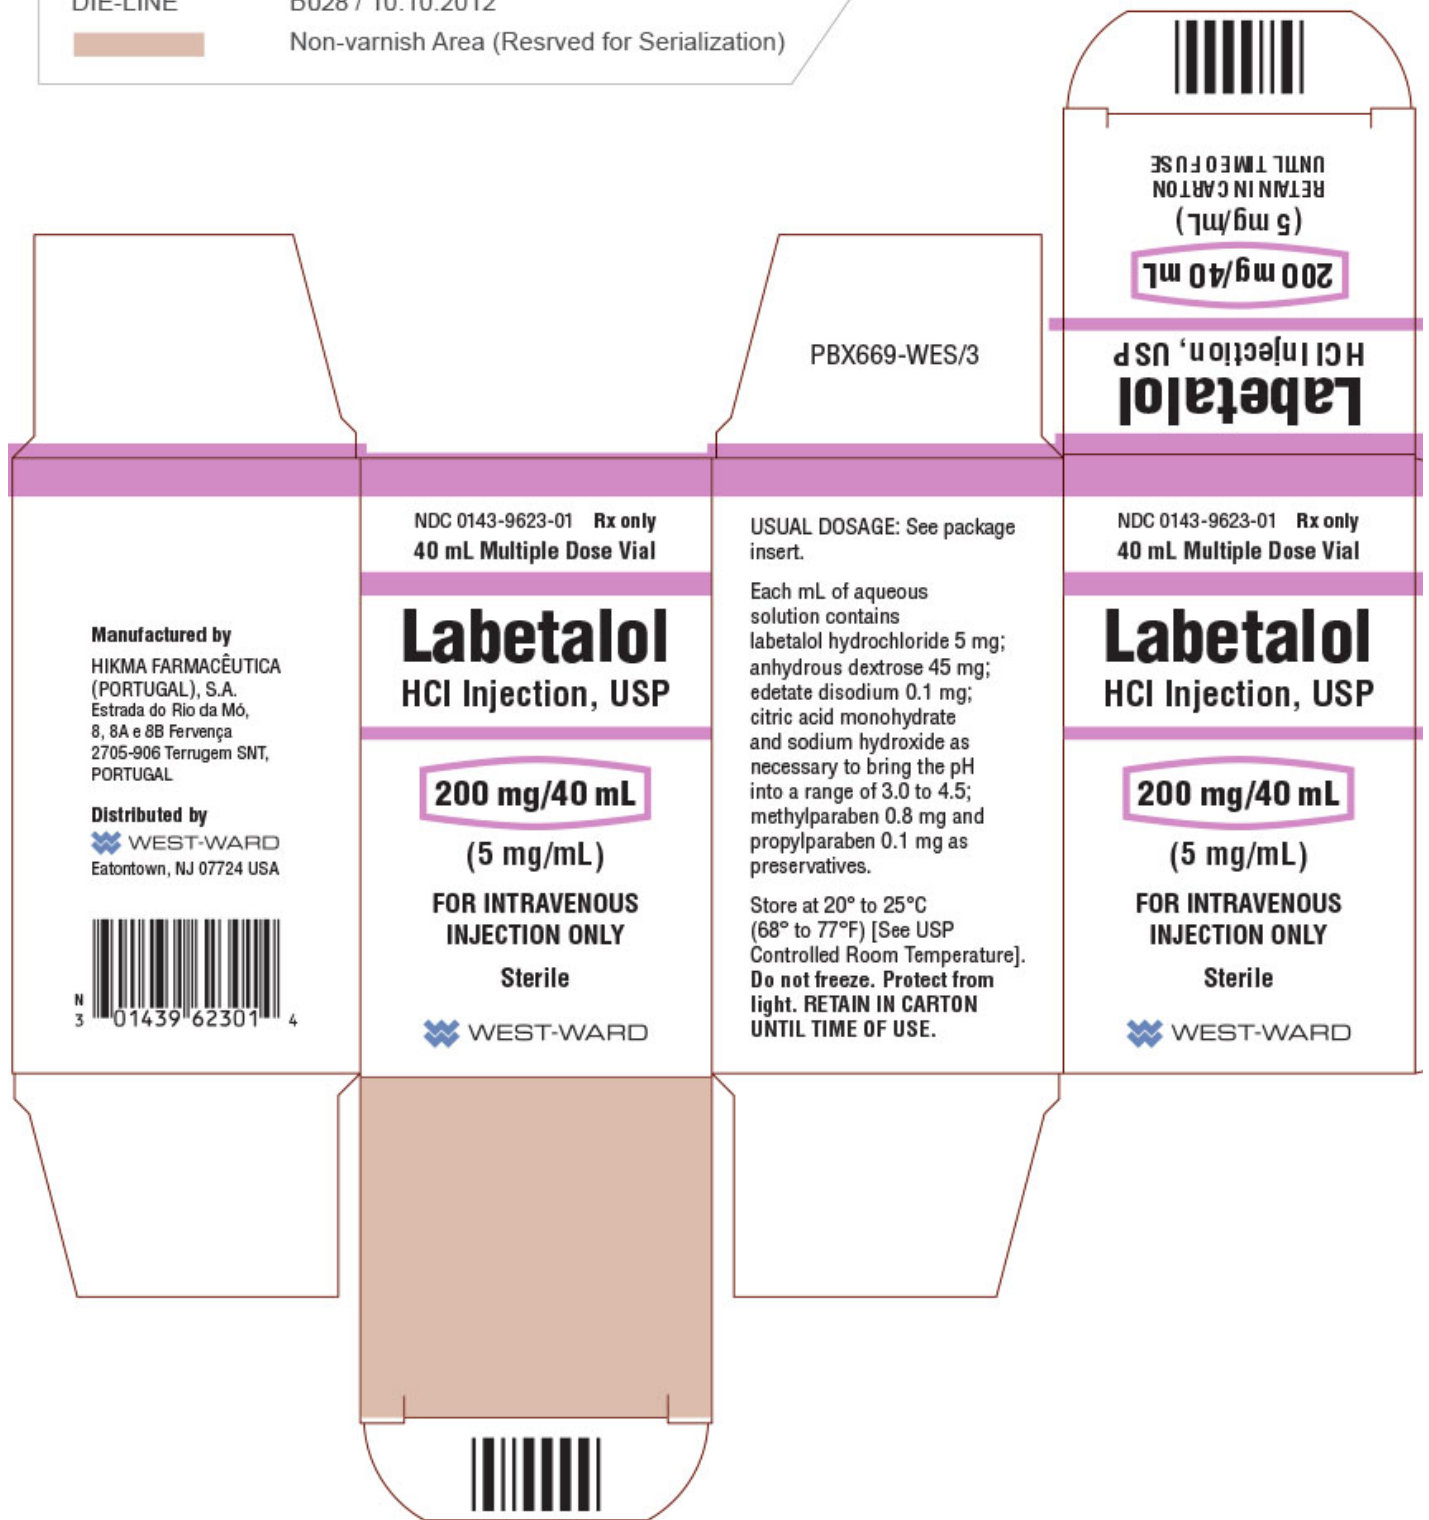 DIE-LINE B028 / 10.10.2012
Non-varnish Area (Resrved for Serialization)
RETAIN IN CARTON
UNTIL TIME OF USE
(5 mg/mL)
200 mg/40 mL
HCl Injection, USP
Labetalol
PBX669-WES/3
Manufactured by
HIKMA FARMACÊUTICA
(PORTUGAL), S.A.
Estrada do Rio da Mó,
8, 8A e 8B Fervença
2705-906 Terrugem SNT,
PORTUGAL
Distributed by
WEST-WARD
Eatontown, NJ 07724 USA
N
3 01439 62301 4
NDC 0143-9623-01 Rx only
40 mL Multiple Dose Vial
Labetalol
HCl Injection, USP
200 mg/40 mL
(5 mg/mL)
FOR INTRAVENOUS
INJECTION ONLY
Sterile
WEST-WARD
USUAL DOSAGE: See package
insert.
Each mL of aqueous
solution contains
labetalol hydrochloride 5 mg;
anhydrous dextrose 45 mg;
edetate disodium 0.1 mg;
citric acid monohydrate
and sodium hydroxide as
necessary to bring the pH
into a range of 3.0 to 4.5;
methylparaben 0.8 mg and
propylparaben 0.1 mg as
preservatives.
Store at 20° to 25°C
(68° to 77°F) [See USP
Controlled Room Temperature].
Do not freeze. Protect from
light. RETAIN IN CARTON
UNTIL TIME OF USE.
NDC 0143-9623-01 Rx only
40 mL Multiple Dose Vial
Labetalol
HCl Injection, USP
200 mg/40 mL
(5 mg/mL)
FOR INTRAVENOUS
INJECTION ONLY
Sterile
WEST-WARD